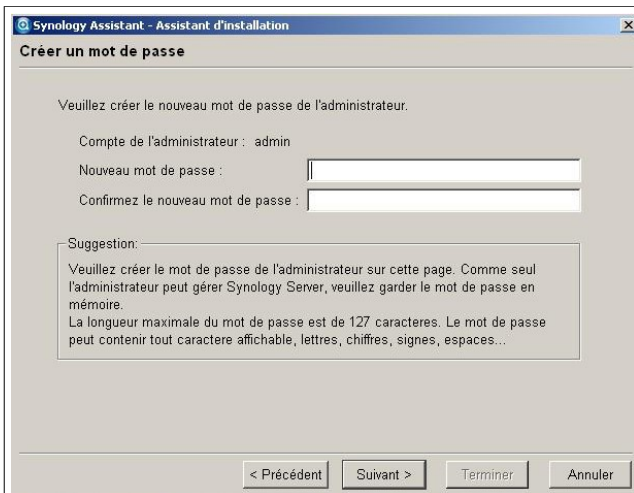 Synology Assistant - Assistant d'installation
Créer un mot de passe
Veuillez créer le nouveau mot de passe de l'administrateur.
Compte de l'administrateur : admin
Nouveau mot de passe :
Confirmez le nouveau mot de passe :
Suggestion:
Veuillez créer le mot de passe de l'administrateur sur cette page. Comme seul
l'administrateur peut gérer Synology Server, veuillez garder le mot de passe en
mémoire.
La longueur maximale du mot de passe est de 127 caracteres. Le mot de passe
peut contenir tout caractere affichable, lettres, chiffres, signes, espaces...
< Précédent Suivant > Terminer Annuler